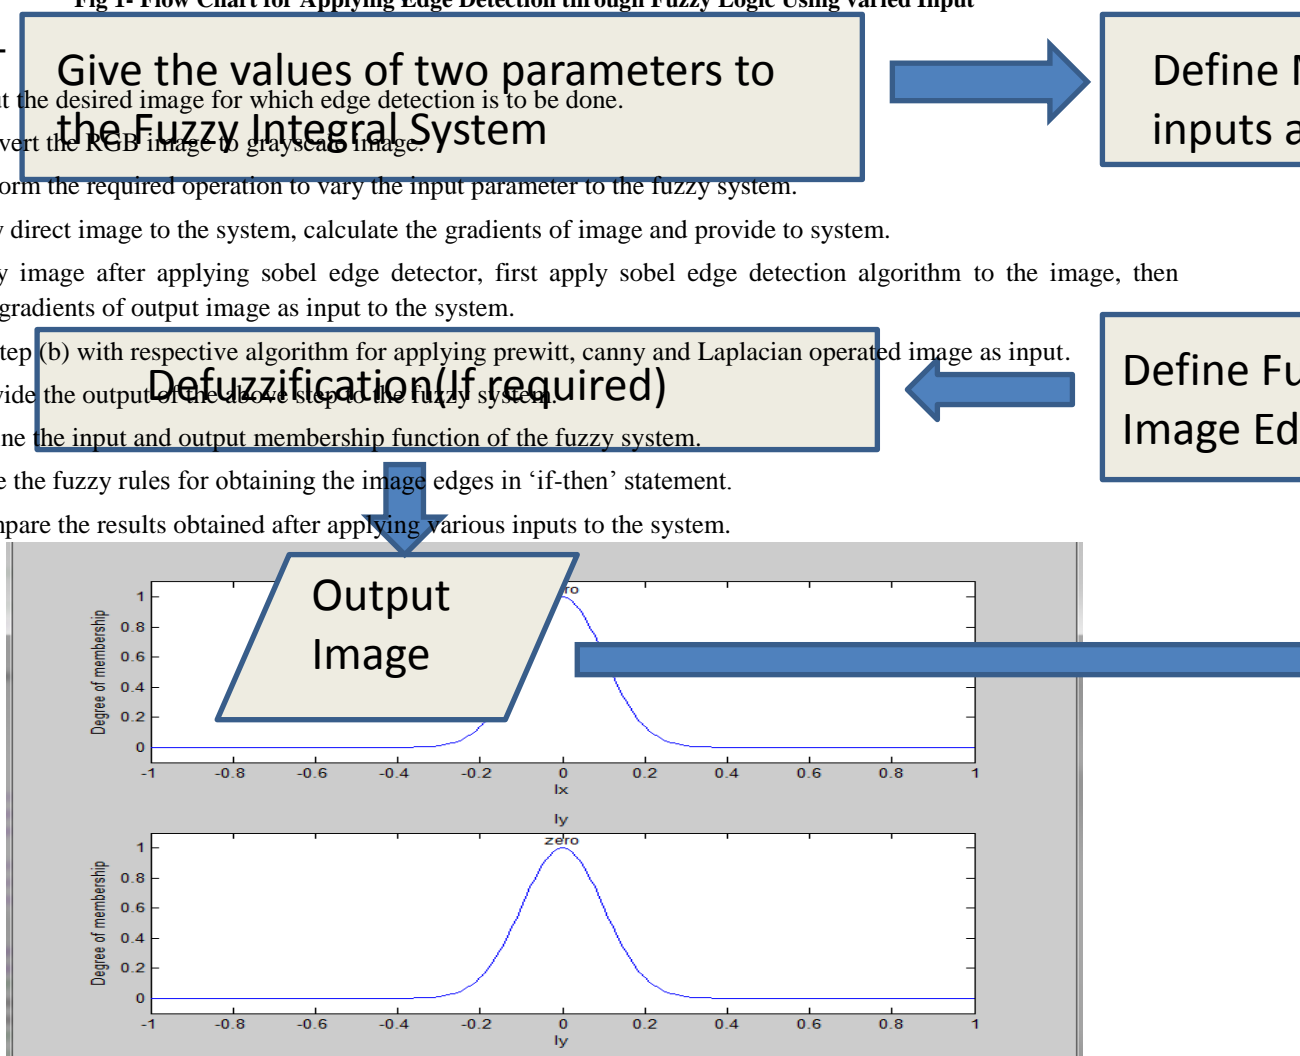 Fig 1- Flow Chart for Applying Edge Detection through Fuzzy Logic Using varied Input
Give the values of two parameters to
the Fuzzy Integral System
Define
inputs
the desired image for which edge detection is to be done.
the RGB image to grayscale image.
the required operation to vary the input parameter to the fuzzy system.
direct image to the system, calculate the gradients of image and provide to system.
image after applying sobel edge detector, first apply sobel edge detection algorithm to the image, then
gradients of output image as input to the system.
(b) with respective algorithm for applying prewitt, canny and Laplacian operated image as input.
Defuzzification(If required)
Define
Image
the output of the above step to the fuzzy system.
the input and output membership function of the fuzzy system.
the fuzzy rules for obtaining the image edges in ‘if-then’ statement.
the results obtained after applying various inputs to the system.
Output
Image
1
0.8
0.6
0.4
0.2
0
Degree of membership
-1 -0.8 -0.6 -0.4 -0.2 0 0.2 0.4 0.6 0.8 1
Ix
Iy
zero
1
0.8
0.6
0.4
0.2
0
Degree of membership
-1 -0.8 -0.6 -0.4 -0.2 0 0.2 0.4 0.6 0.8 1
Iy